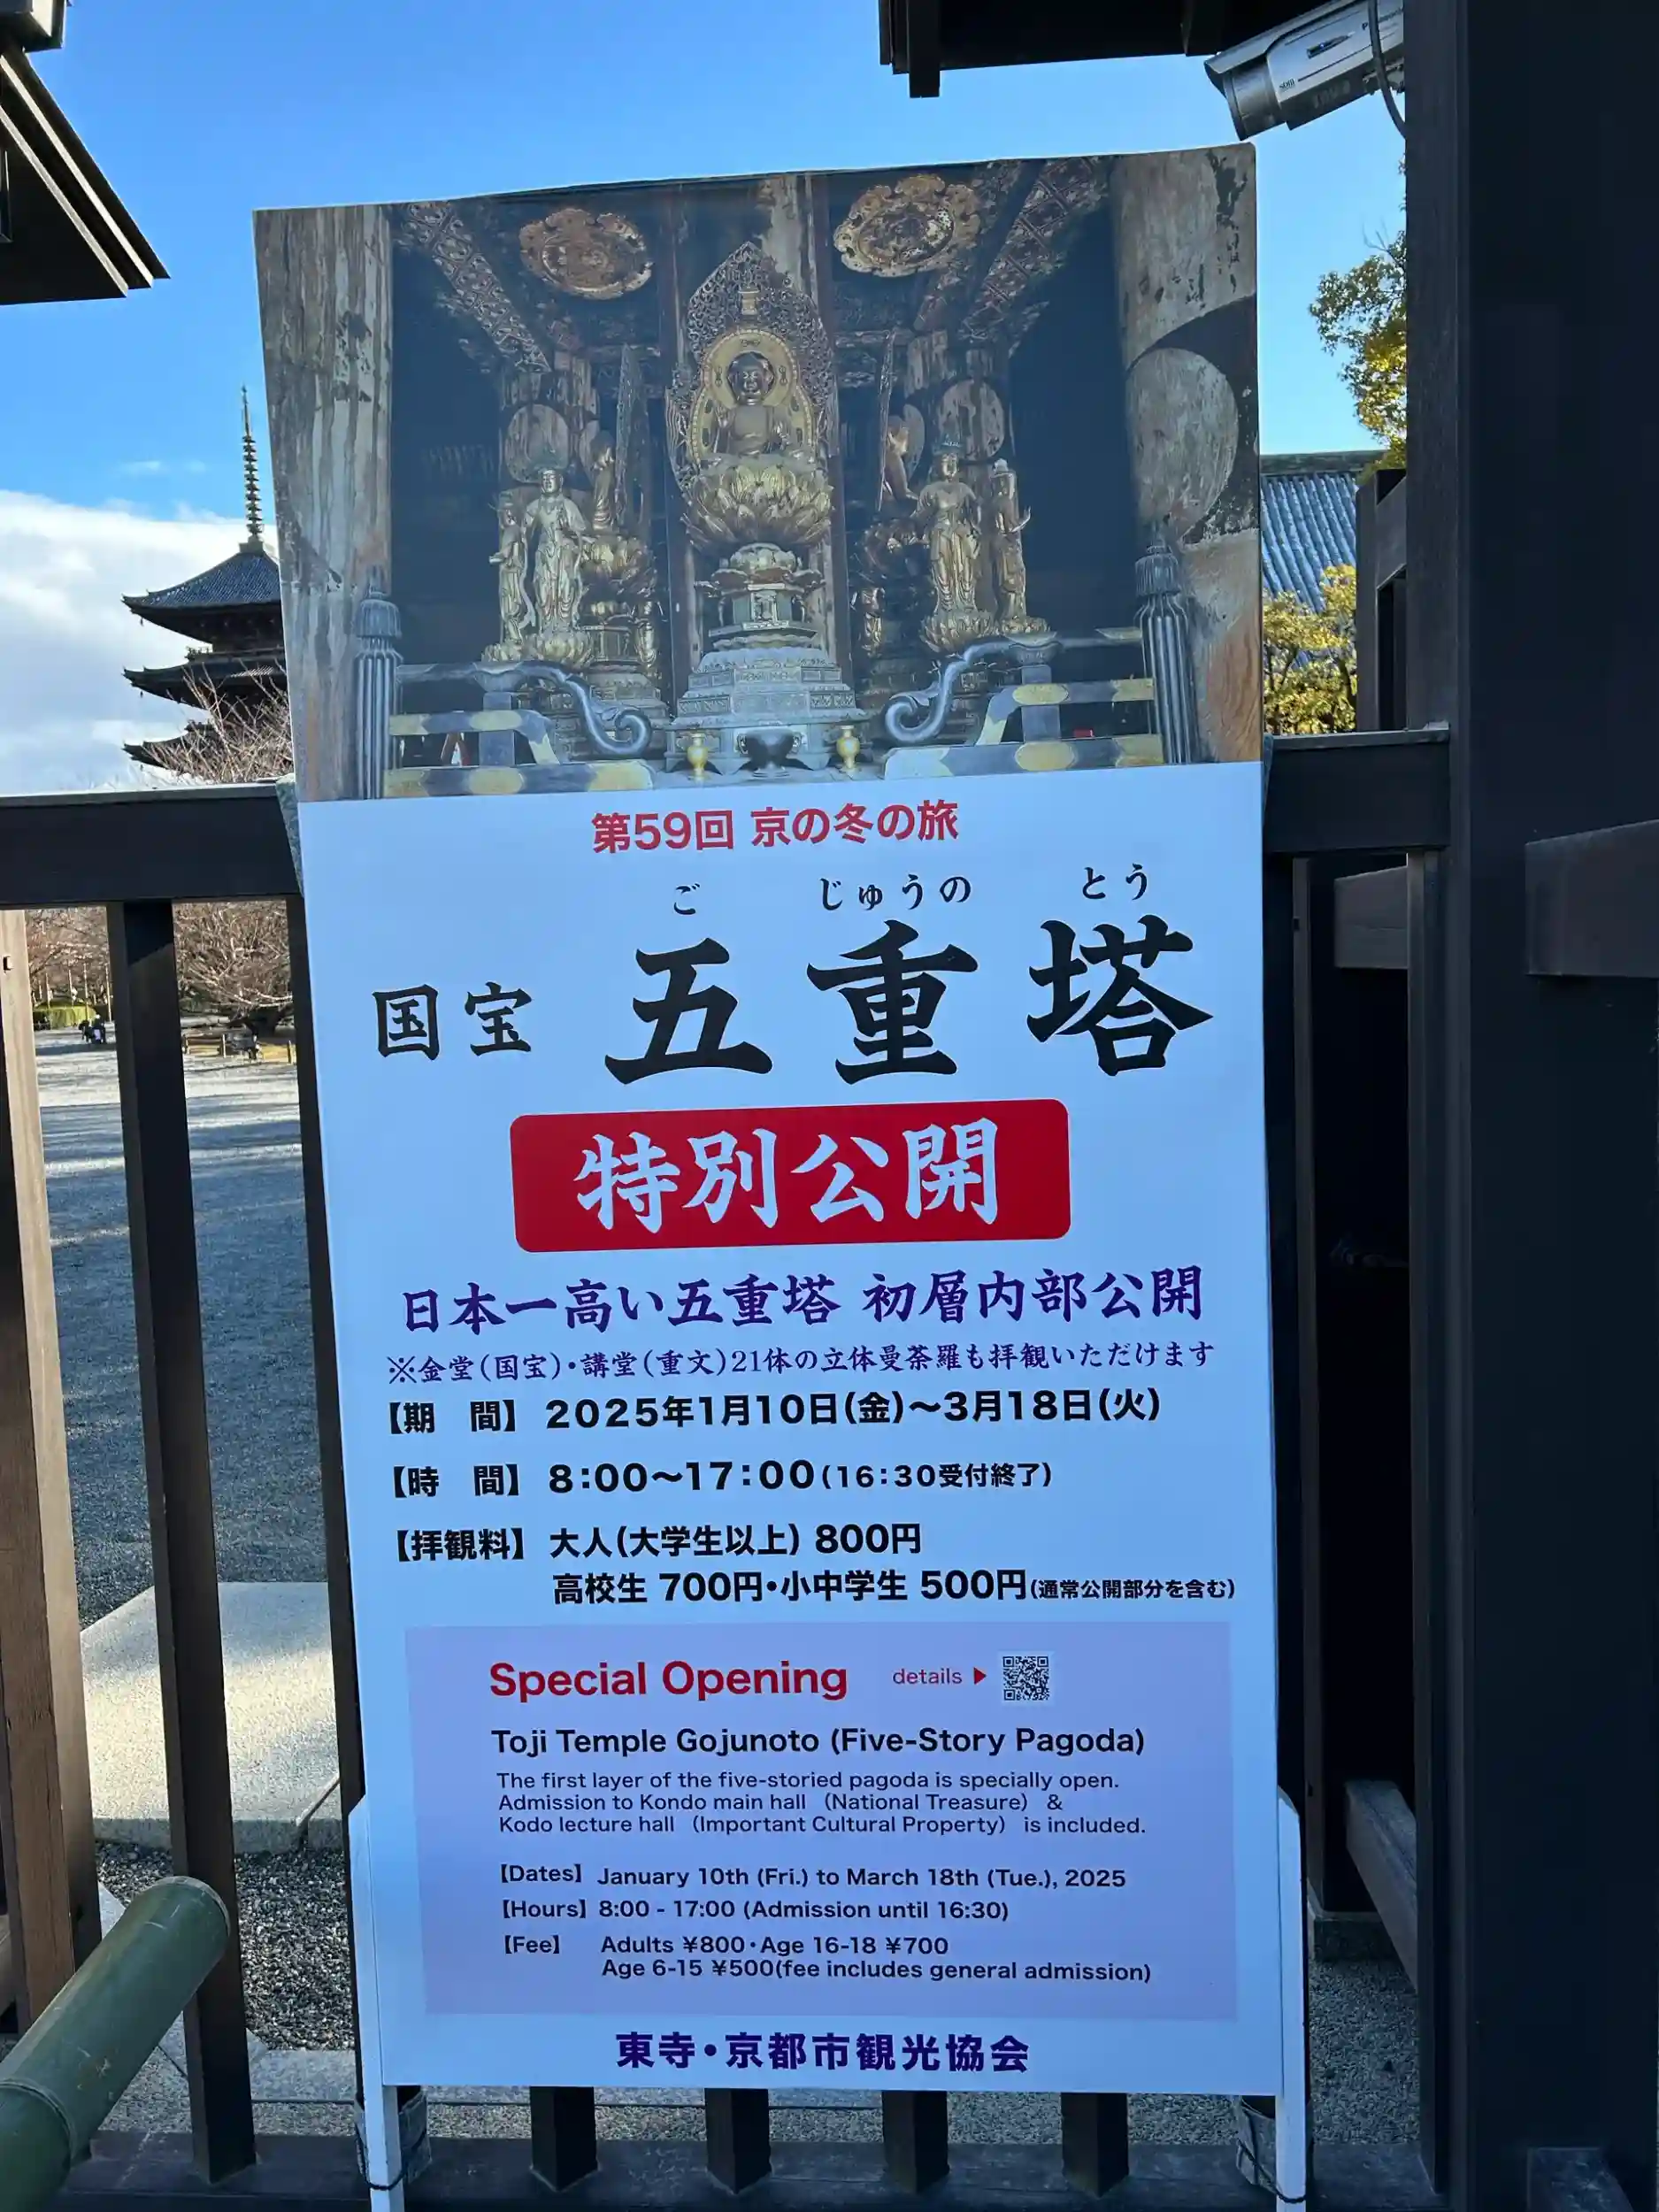 Panasonic
第59回 京の冬の旅
ご じゅうの とう
国宝 五重塔
特別公開
日本一高い五重塔 初層内部公開
※金堂(国宝)・講堂(重文)21体の立体曼荼羅も拝観いただけます
【期　間】 2025年1月10日(金)～3月18日(火)
【時　間】 8:00～17:00(16:30受付終了)
【拝観料】 大人(大学生以上) 800円
高校生 700円・小中学生 500円(通常公開部分を含む)
Special Opening details ▶
Toji Temple Gojunoto (Five-Story Pagoda)
The first layer of the five-storied pagoda is specially open.
Admission to Kondo main hall （National Treasure） &
Kodo lecture hall （Important Cultural Property） is included.
【Dates】 January 10th (Fri.) to March 18th (Tue.), 2025
【Hours】 8:00 - 17:00 (Admission until 16:30)
【Fee】 Adults ¥800・Age 16-18 ¥700
Age 6-15 ¥500(fee includes general admission)
東寺・京都市観光協会